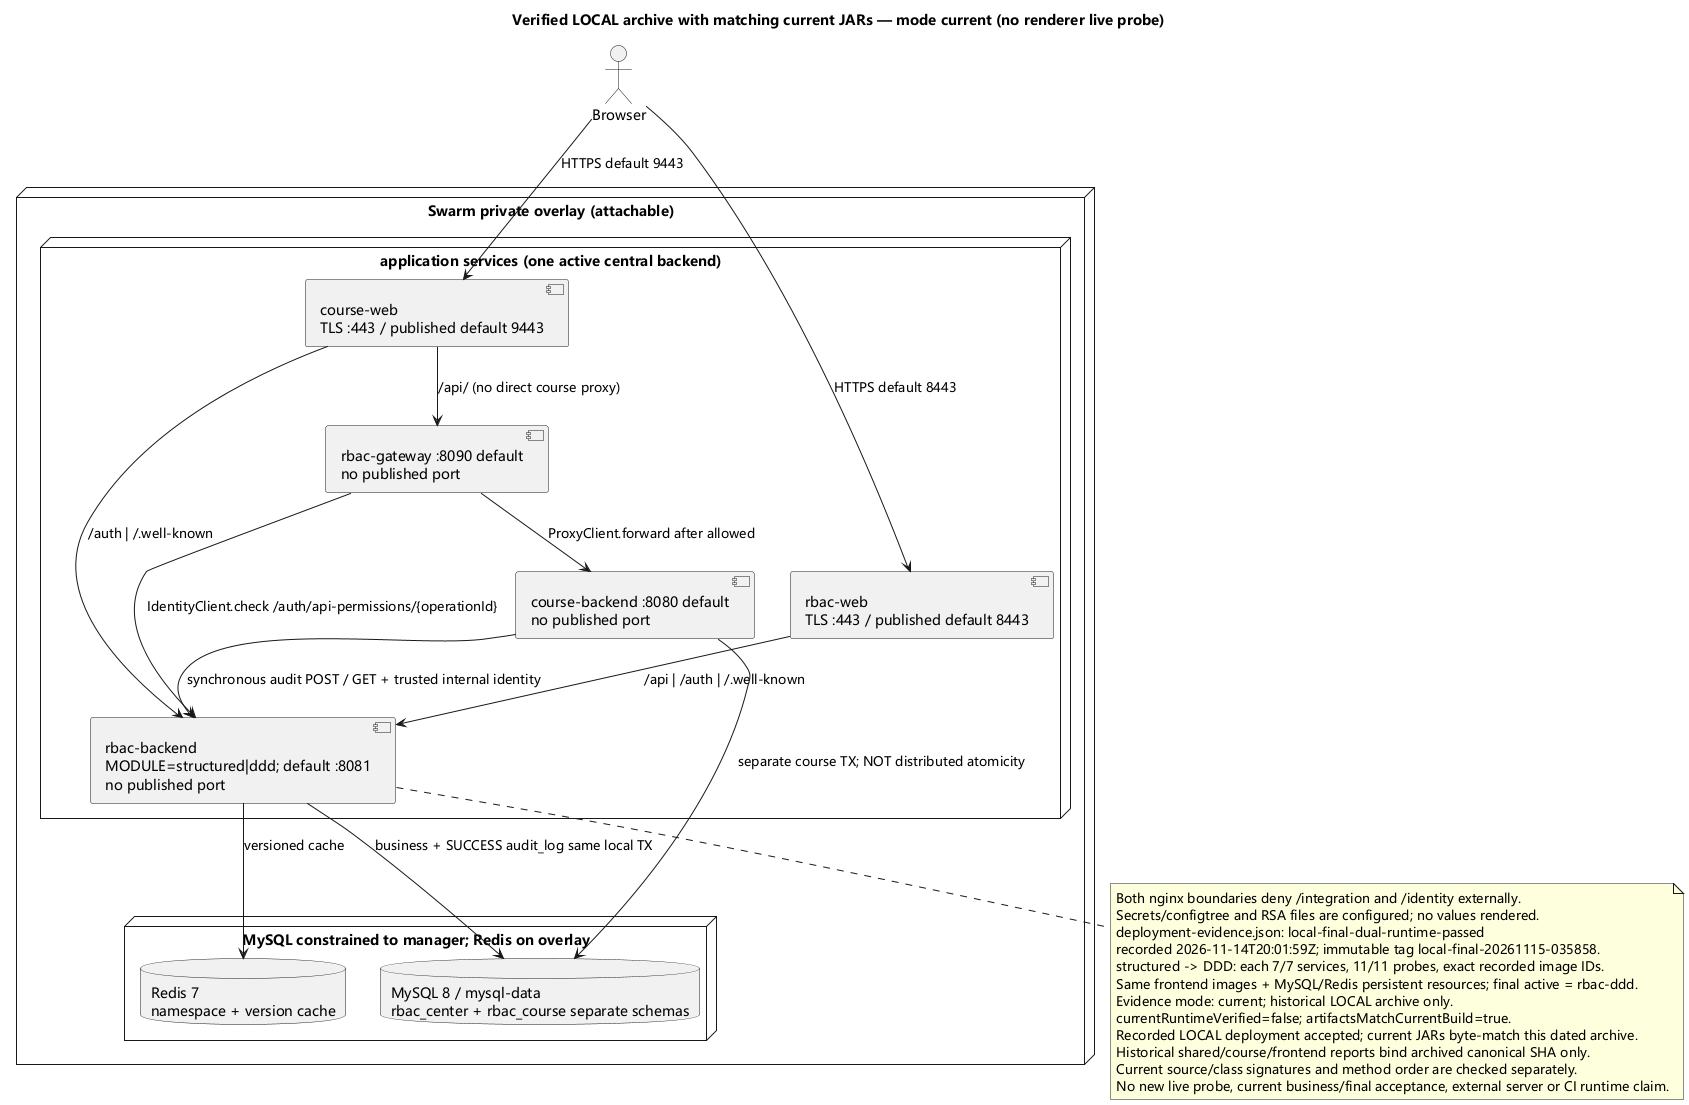 Verified LOCAL archive with matching current JARs — mode current (no renderer live probe)
Browser
HTTPS default 9443
Swarm private overlay (attachable)
application services (one active central backend)
course-web
TLS :443 / published default 9443
/api/ (no direct course proxy)
HTTPS default 8443
rbac-gateway :8090 default
no published port
/auth | /.well-known
ProxyClient.forward after allowed
IdentityClient.check /auth/api-permissions/{operationId}
course-backend :8080 default
no published port
rbac-web
TLS :443 / published default 8443
synchronous audit POST / GET + trusted internal identity
/api | /auth | /.well-known
rbac-backend
MODULE=structured|ddd; default :8081
no published port
separate course TX; NOT distributed atomicity
versioned cache
business + SUCCESS audit_log same local TX
MySQL constrained to manager; Redis on overlay
Redis 7
namespace + version cache
MySQL 8 / mysql-data
rbac_center + rbac_course separate schemas
Both nginx boundaries deny /integration and /identity externally.
Secrets/configtree and RSA files are configured; no values rendered.
deployment-evidence.json: local-final-dual-runtime-passed
recorded 2026-11-14T20:01:59Z; immutable tag local-final-20261115-035858.
structured -> DDD: each 7/7 services, 11/11 probes, exact recorded image IDs.
Same frontend images + MySQL/Redis persistent resources; final active = rbac-ddd.
Evidence mode: current; historical LOCAL archive only.
currentRuntimeVerified=false; artifactsMatchCurrentBuild=true.
Recorded LOCAL deployment accepted; current JARs byte-match this dated archive.
Historical shared/course/frontend reports bind archived canonical SHA only.
Current source/class signatures and method order are checked separately.
No new live probe, current business/final acceptance, external server or CI runtime claim.